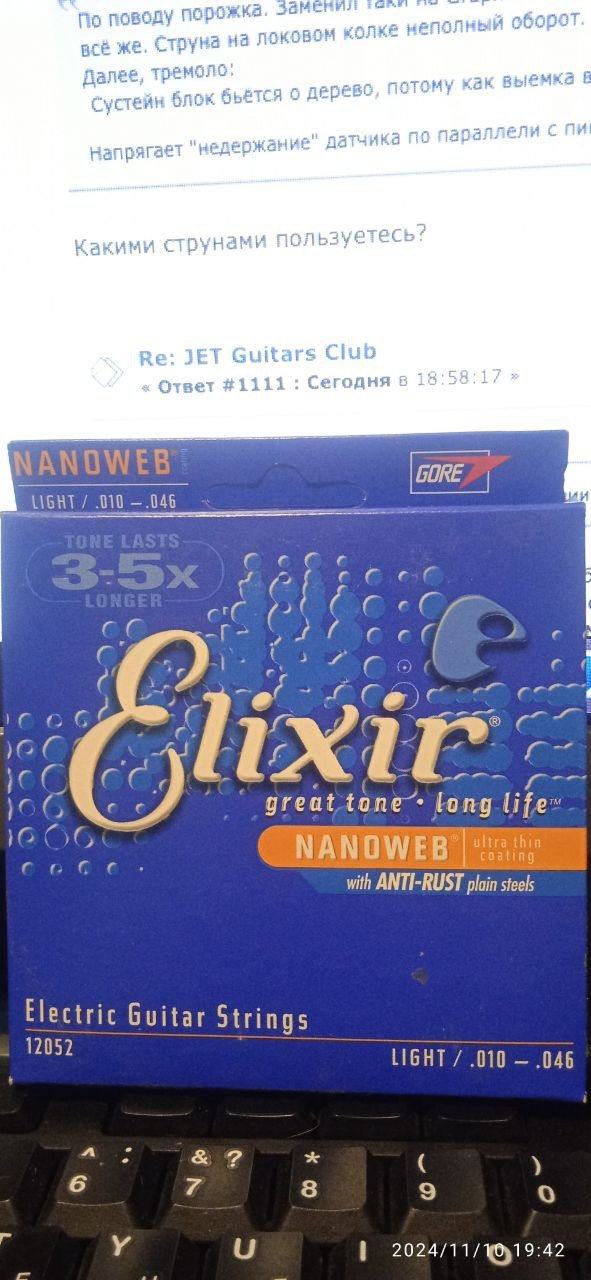 По поводу порожка. Заменил таки на
всё же. Струна на локовом колке неполный оборот.
Далее, тремоло:
Сустейн блок бьётся о дерево, потому как выемка в
Напрягает "недержание" датчика по параллели с
Какими струнами пользуетесь?
Re: JET Guitars Club
« Ответ #1111 : Сегодня в 18:58:17 »
NANOWEB®
GORE
LIGHT / .010 – .046
TONE LASTS
3-5x
LONGER
e
Elixir®
great tone • long life™
NANOWEB® ultra thin
coating
with ANTI-RUST plain steels
Electric Guitar Strings
12052
LIGHT / .010 – .046
^ : & ? * ( )
6 7 8 9 0
Y U I O
2024/11/10 19:42